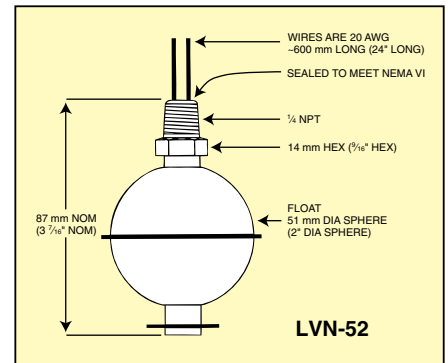 WIRES ARE 20 AWG
~600 mm LONG (24" LONG)
SEALED TO MEET NEMA VI
¼ NPT
14 mm HEX (⁹⁄₁₆" HEX)
87 mm NOM
(3 ⁷⁄₁₆" NOM)
FLOAT
51 mm DIA SPHERE
(2" DIA SPHERE)
LVN-52